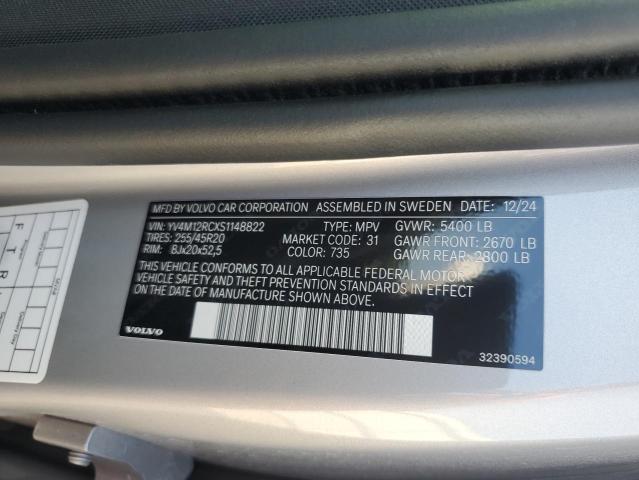 MFD BY VOLVO CAR CORPORATION ASSEMBLED IN SWEDEN DATE: 12/24
VIN: YV4M12RCXS1148822 TYPE: MPV GVWR: 5400 LB
TIRES: 255/45R20 MARKET CODE: 31 GAWR FRONT: 2670 LB
RIM: 8Jx20x52,5 COLOR: 735 GAWR REAR: 2800 LB
THIS VEHICLE CONFORMS TO ALL APPLICABLE FEDERAL MOTOR
VEHICLE SAFETY AND THEFT PREVENTION STANDARDS IN EFFECT
ON THE DATE OF MANUFACTURE SHOWN ABOVE.
VOLVO
32390594
F T R